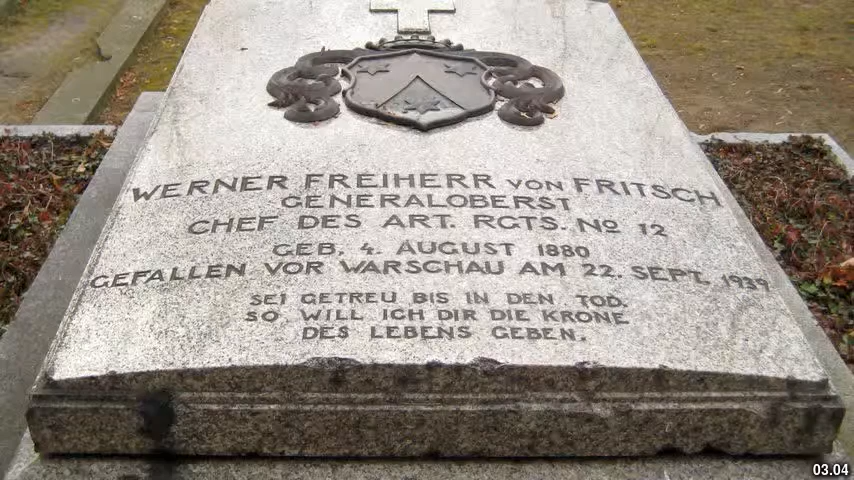 WERNER FREIHERR VON FRITSCH
GENERALOBERST
CHEF DES ART. RGTS. No 12
GEB. 4. AUGUST 1880
GEFALLEN VOR WARSCHAU AM 22. SEPT. 1939
SEI GETREU BIS IN DEN TOD.
SO WILL ICH DIR DIE KRONE
DES LEBENS GEBEN.
03.04